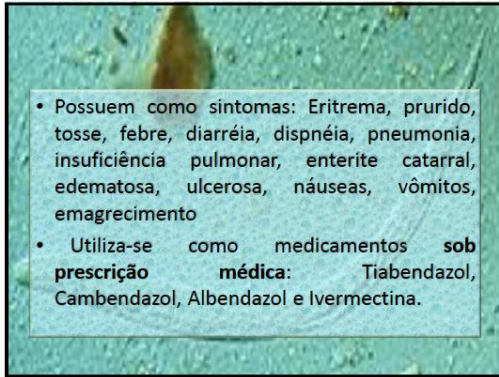 • Possuem como sintomas: Eritrema, prurido,
tosse, febre, diarréia, dispnéia, pneumonia,
insuficiência pulmonar, enterite catarral,
edematosa, ulcerosa, náuseas, vômitos,
emagrecimento
• Utiliza-se como medicamentos sob
prescrição médica: Tiabendazol,
Cambendazol, Albendazol e Ivermectina.